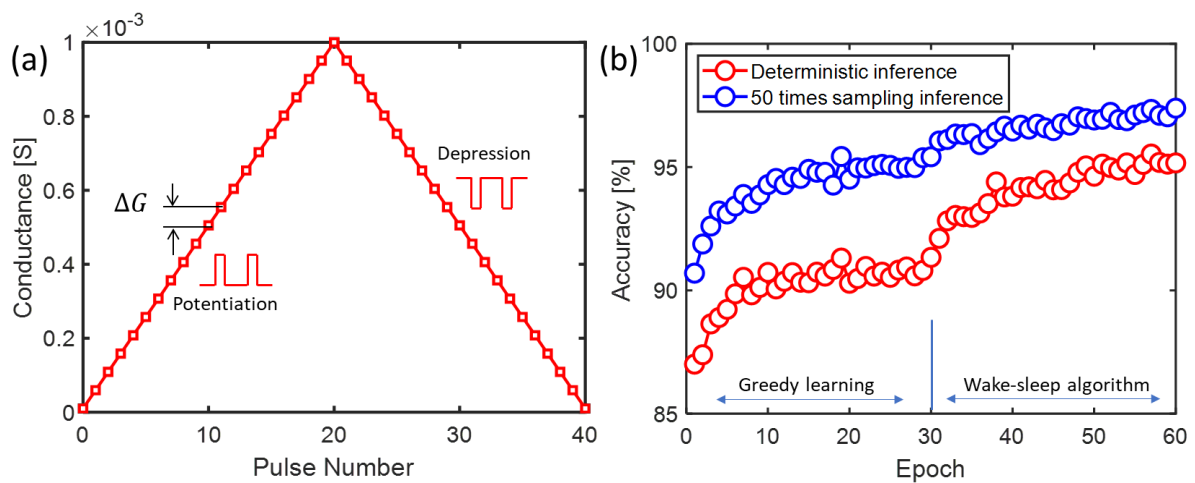 (a)
×10⁻³
1
0.8
0.6
0.4
0.2
0
Conductance [S]
ΔG
Potentiation
Depression
0 10 20 30 40
Pulse Number
(b)
100
95
90
85
Accuracy [%]
Deterministic inference
50 times sampling inference
Greedy learning
Wake-sleep algorithm
0 10 20 30 40 50 60
Epoch